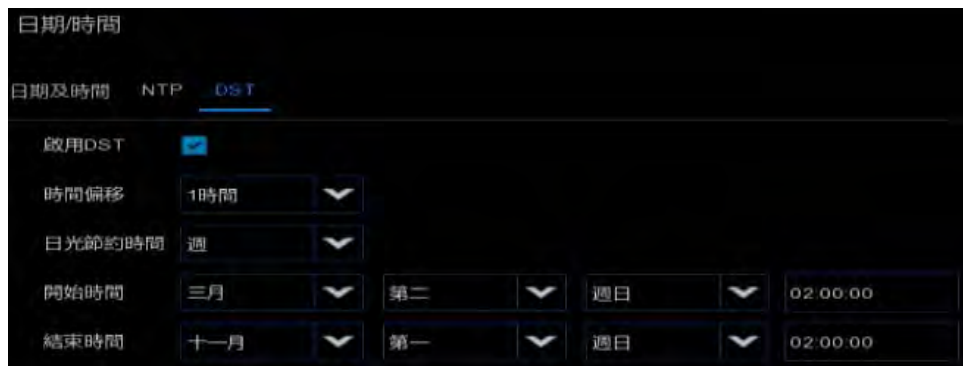 日期/時間
日期及時間 NTP DST
啟用DST
時間偏移 1時間
日光節約時間 週
開始時間 三月 第二 週日 02:00:00
結束時間 十一月 第一 週日 02:00:00